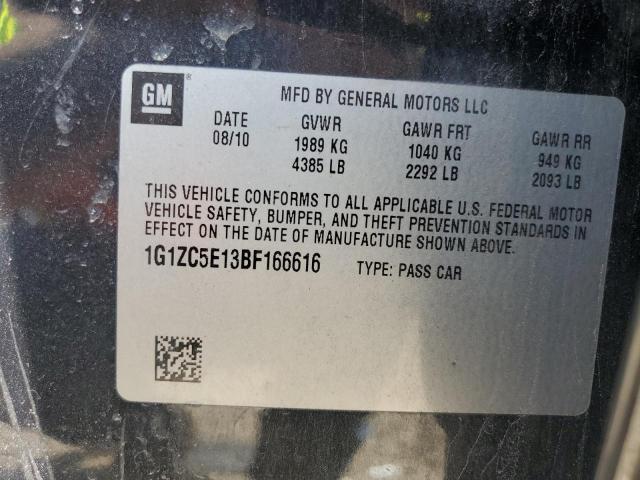 GM ®
MFD BY GENERAL MOTORS LLC
DATE GVWR GAWR FRT GAWR RR
08/10 1989 KG 1040 KG 949 KG
4385 LB 2292 LB 2093 LB
THIS VEHICLE CONFORMS TO ALL APPLICABLE U.S. FEDERAL MOTOR
VEHICLE SAFETY, BUMPER, AND THEFT PREVENTION STANDARDS IN
EFFECT ON THE DATE OF MANUFACTURE SHOWN ABOVE.
1G1ZC5E13BF166616 TYPE: PASS CAR